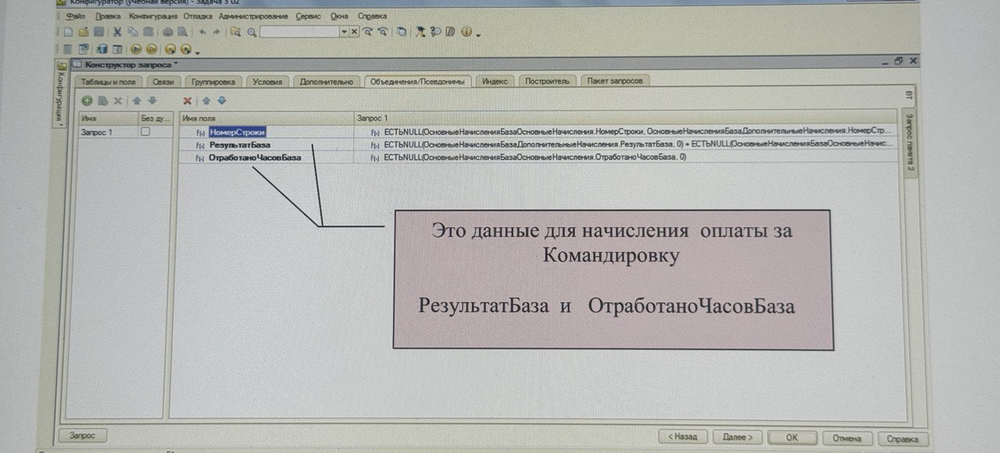 Конфигуратор (учебная версия) - Задача 3 02
Файл Правка Конфигурация Отладка Администрирование Сервис Окна Справка
Конфигурация *
Конструктор запроса *
Таблицы и поля Связи Группировка Условия Дополнительно Объединения/Псевдонимы Индекс Построитель Пакет запросов
Имя Без ду... Имя поля Запрос 1
Запрос 1 НомерСтроки ЕСТЬNULL(ОсновныеНачисленияБазаОсновныеНачисления.НомерСтроки, ОсновныеНачисленияБазаДополнительныеНачисления.НомерСтр...
РезультатБаза ЕСТЬNULL(ОсновныеНачисленияБазаДополнительныеНачисления.РезультатБаза, 0) + ЕСТЬNULL(ОсновныеНачисленияБазаОсновныеНачис...
ОтработаноЧасовБаза ЕСТЬNULL(ОсновныеНачисленияБазаОсновныеНачисления.ОтработаноЧасовБаза, 0)
ВТ
Запрос пакета 2
Это данные для начисления оплаты за
Командировку
РезультатБаза и ОтработаноЧасовБаза
Запрос < Назад Далее > ОК Отмена Справка